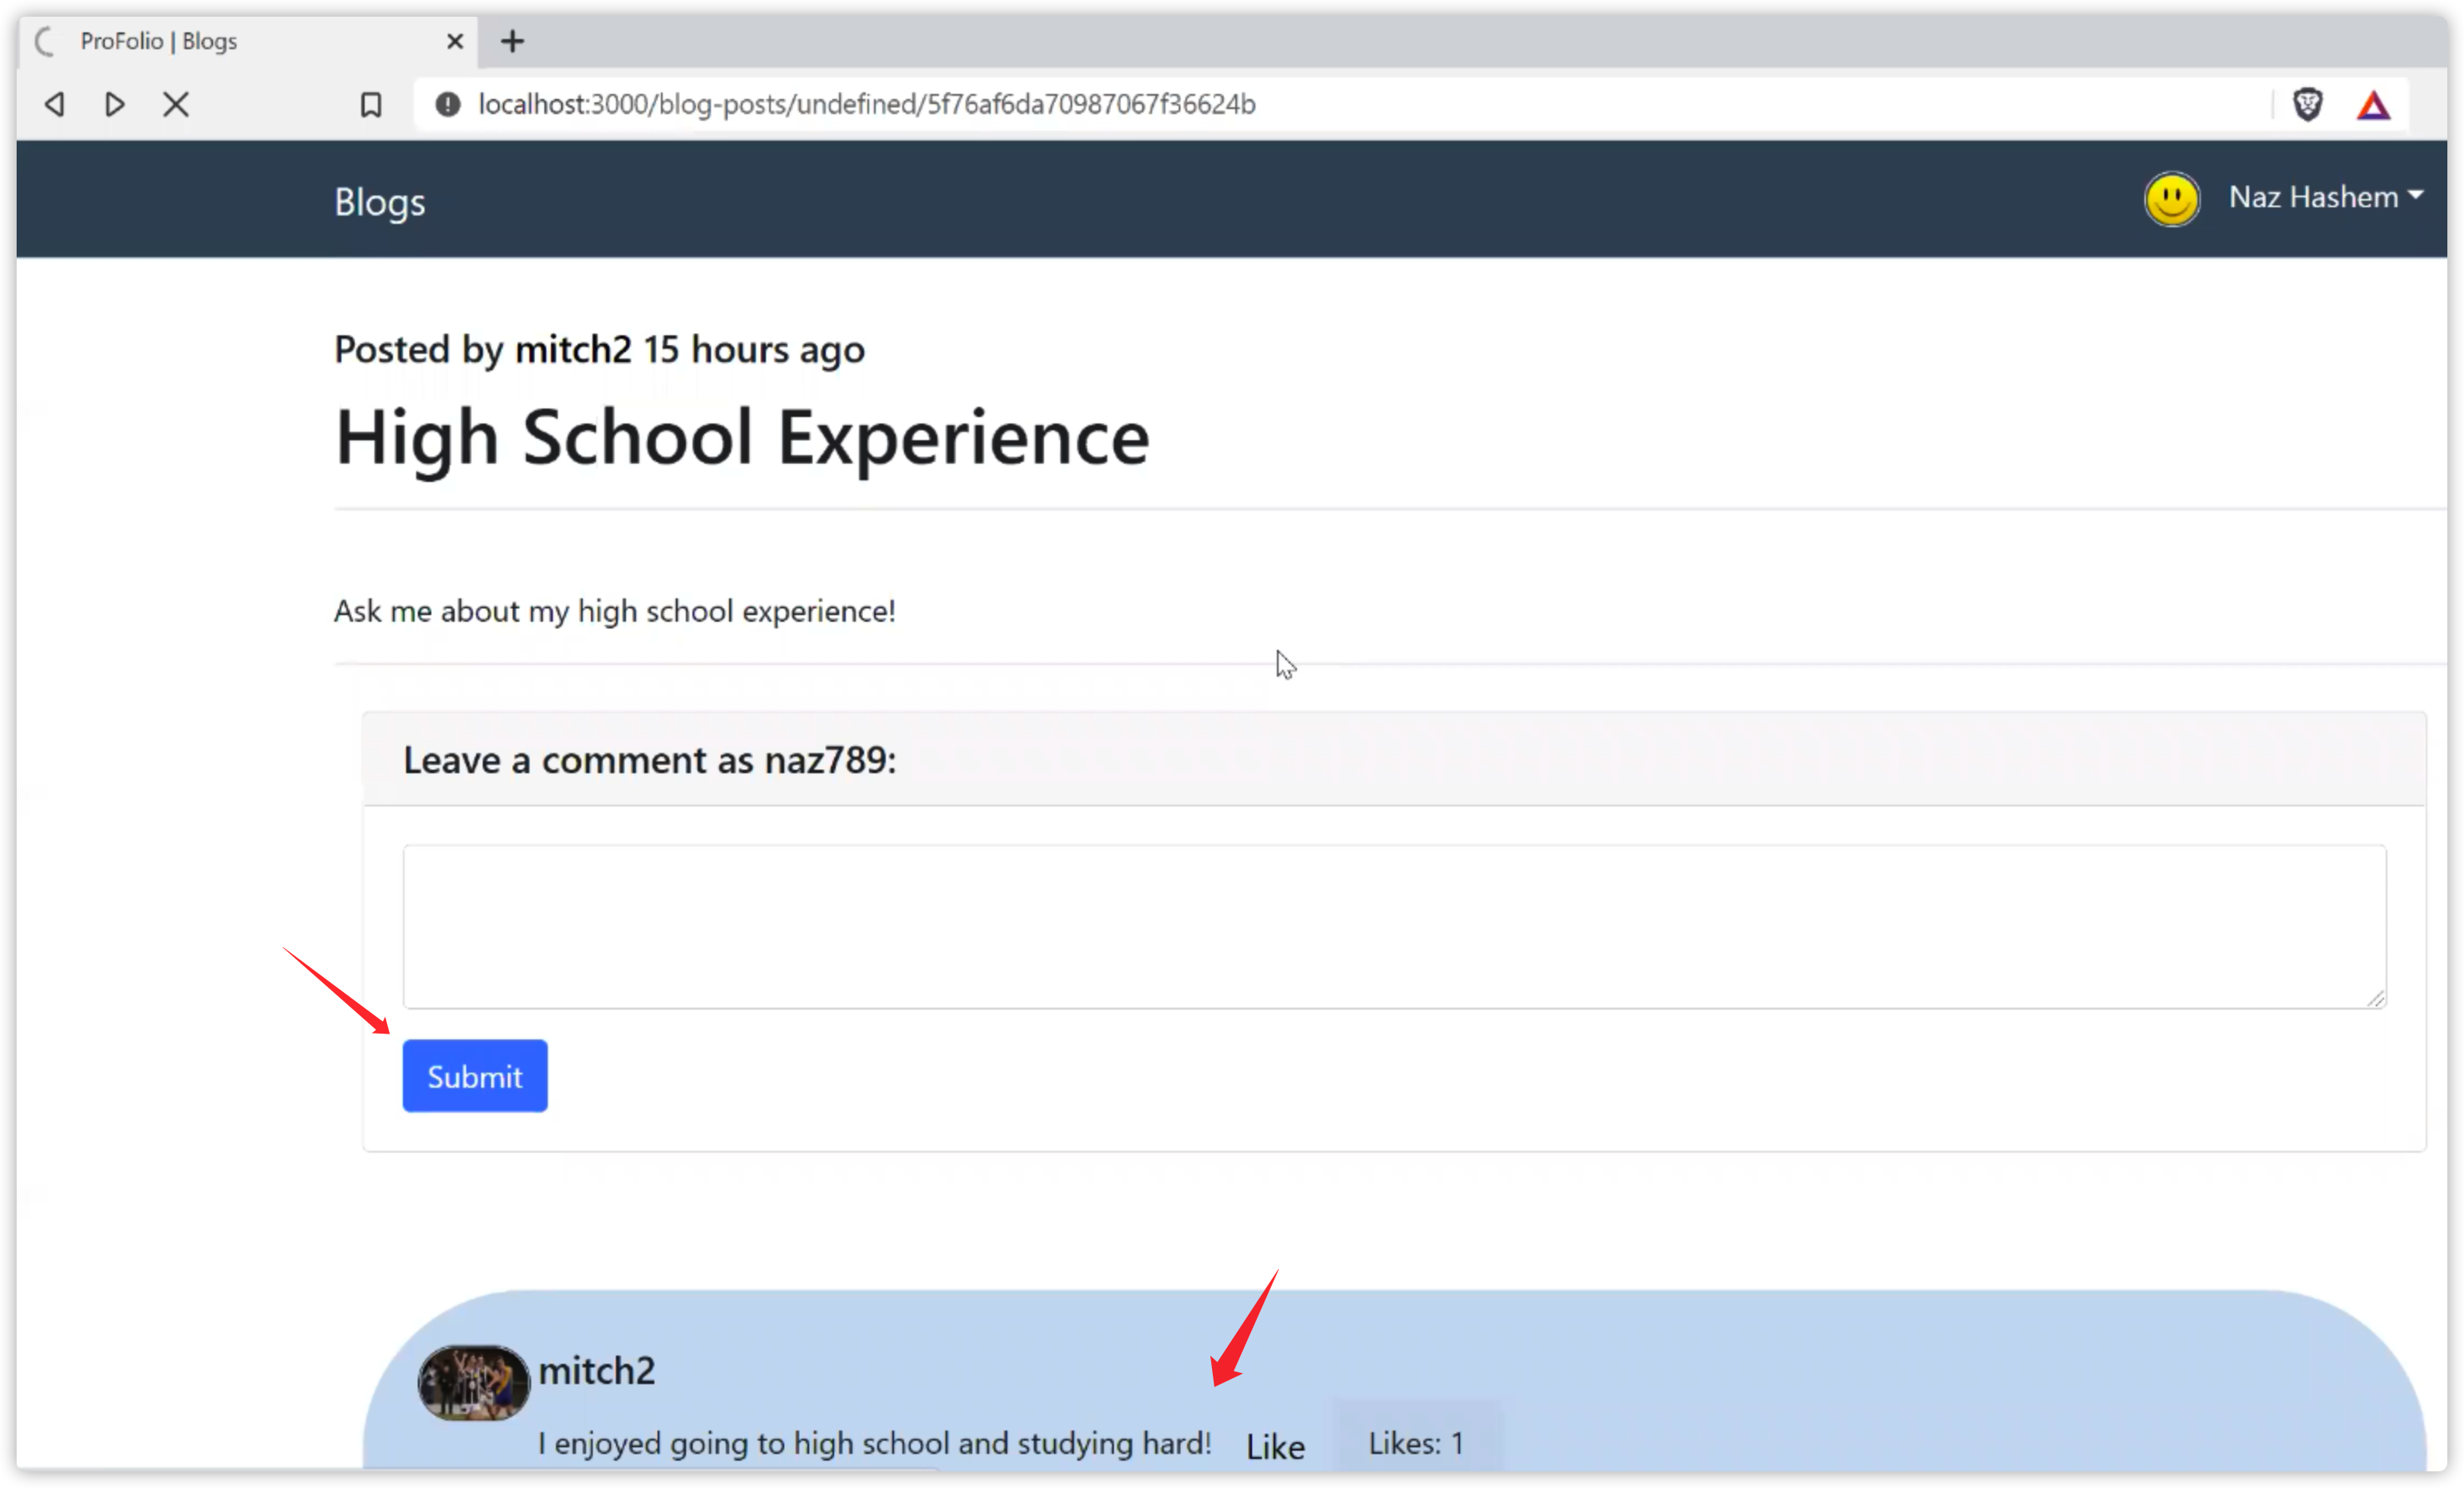 ProFolio | Blogs
localhost:3000/blog-posts/undefined/5f76af6da70987067f36624b
Blogs
Naz Hashem
Posted by mitch2 15 hours ago
High School Experience
Ask me about my high school experience!
Leave a comment as naz789:
Submit
mitch2
I enjoyed going to high school and studying hard! Like Likes: 1